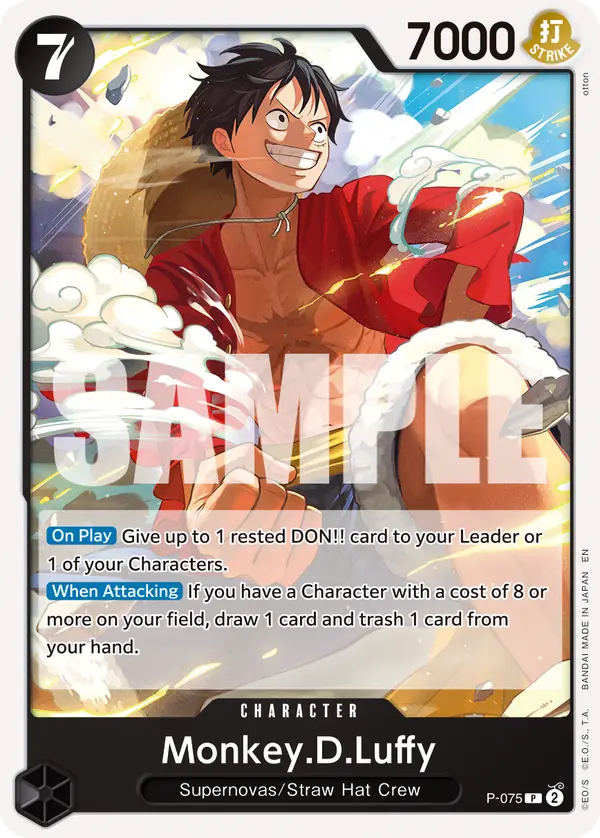 7
7000
打
STRIKE
otton
SAMPLE
On Play Give up to 1 rested DON!! card to your Leader or
1 of your Characters.
When Attacking If you have a Character with a cost of 8 or
more on your field, draw 1 card and trash 1 card from
your hand.
CHARACTER
Monkey.D.Luffy
Supernovas/Straw Hat Crew
P-075 P 2
©E.O./S., T.A. BANDAI MADE IN JAPAN EN
©EO/S